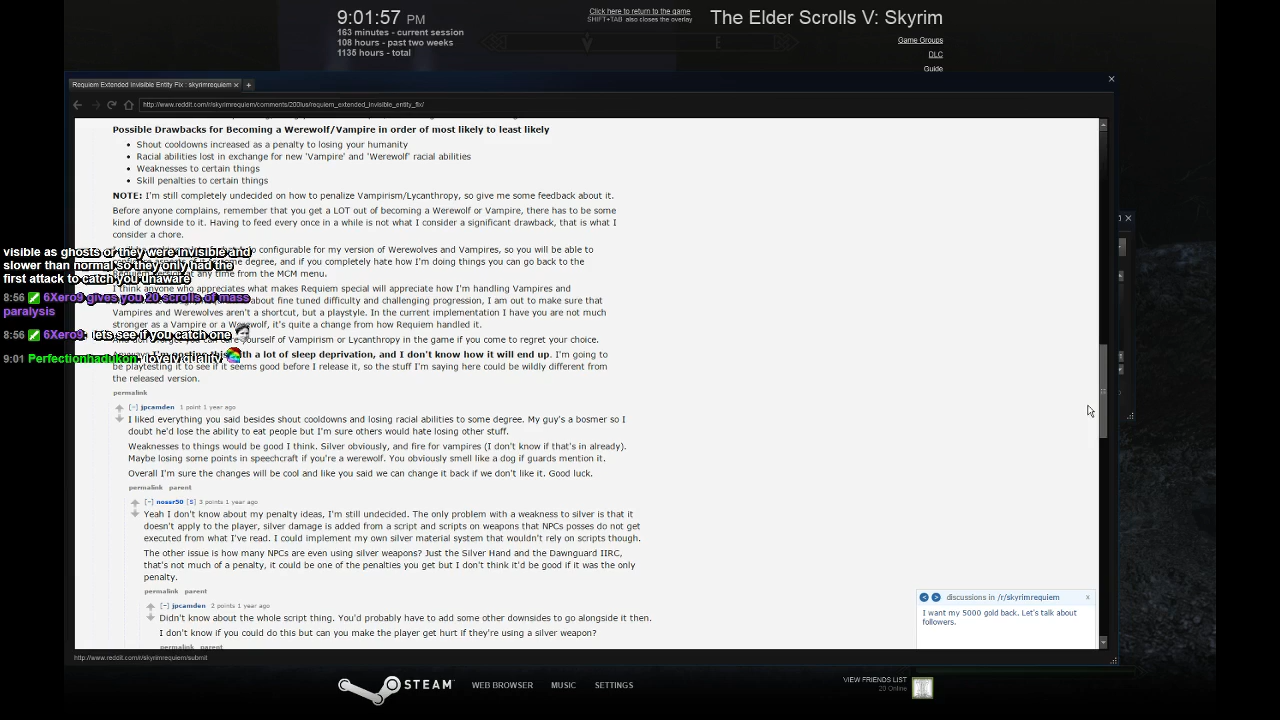 9:01:57 PM
163 minutes - current session
108 hours - past two weeks
1135 hours - total
Click here to return to the game
SHIFT+TAB also closes the overlay
The Elder Scrolls V: Skyrim
Game Groups
DLC
Guide
Requiem Extended Invisible Entity Fix : skyrimrequiem
http://www.reddit.com/r/skyrimrequiem/comments/200lus/requiem_extended_invisible_entity_fix/
Possible Drawbacks for Becoming a Werewolf/Vampire in order of most likely to least likely
Shout cooldowns increased as a penalty to losing your humanity
Racial abilities lost in exchange for new 'Vampire' and 'Werewolf' racial abilities
Weaknesses to certain things
Skill penalties to certain things
NOTE: I'm still completely undecided on how to penalize Vampirism/Lycanthropy, so give me some feedback about it.
Before anyone complains, remember that you get a LOT out of becoming a Werewolf or Vampire, there has to be some
kind of downside to it. Having to feed every once in a while is not what I consider a significant drawback, that is what I
consider a chore.
configurable for my version of Werewolves and Vampires, so you will be able to
degree, and if you completely hate how I'm doing things you can go back to the
at any time from the MCM menu.
I think anyone who appreciates what makes Requiem special will appreciate how I'm handling Vampires and
about fine tuned difficulty and challenging progression, I am out to make sure that
Vampires and Werewolves aren't a shortcut, but a playstyle. In the current implementation I have you are not much
stronger as a Vampire or a Werewolf, it's quite a change from how Requiem handled it.
yourself of Vampirism or Lycanthropy in the game if you come to regret your choice.
I'm posting this with a lot of sleep deprivation, and I don't know how it will end up. I'm going to
be playtesting it to see if it seems good before I release it, so the stuff I'm saying here could be wildly different from
the released version.
permalink
visible as ghosts or they were invisible and
slower than normal so they only had the
first attack to catch you unaware
8:56 6Xero9 gives you 20 scrolls of mass
paralysis
8:56 6Xero9: lets see if you catch one
9:01 Perfectionhadukon: lovely quality
[-] jpcamden 1 point 1 year ago
I liked everything you said besides shout cooldowns and losing racial abilities to some degree. My guy's a bosmer so I
doubt he'd lose the ability to eat people but I'm sure others would hate losing other stuff.
Weaknesses to things would be good I think. Silver obviously, and fire for vampires (I don't know if that's in already).
Maybe losing some points in speechcraft if you're a werewolf. You obviously smell like a dog if guards mention it.
Overall I'm sure the changes will be cool and like you said we can change it back if we don't like it. Good luck.
permalink parent
[-] nossr50 [S] 3 points 1 year ago
Yeah I don't know about my penalty ideas, I'm still undecided. The only problem with a weakness to silver is that it
doesn't apply to the player, silver damage is added from a script and scripts on weapons that NPCs posses do not get
executed from what I've read. I could implement my own silver material system that wouldn't rely on scripts though.
The other issue is how many NPCs are even using silver weapons? Just the Silver Hand and the Dawnguard IIRC,
that's not much of a penalty, it could be one of the penalties you get but I don't think it'd be good if it was the only
penalty.
permalink parent
[-] jpcamden 2 points 1 year ago
Didn't know about the whole script thing. You'd probably have to add some other downsides to go alongside it then.
I don't know if you could do this but can you make the player get hurt if they're using a silver weapon?
permalink parent
discussions in /r/skyrimrequiem x
I want my 5000 gold back. Let's talk about
followers.
http://www.reddit.com/r/skyrimrequiem/submit
STEAM
WEB BROWSER
MUSIC
SETTINGS
VIEW FRIENDS LIST
20 Online